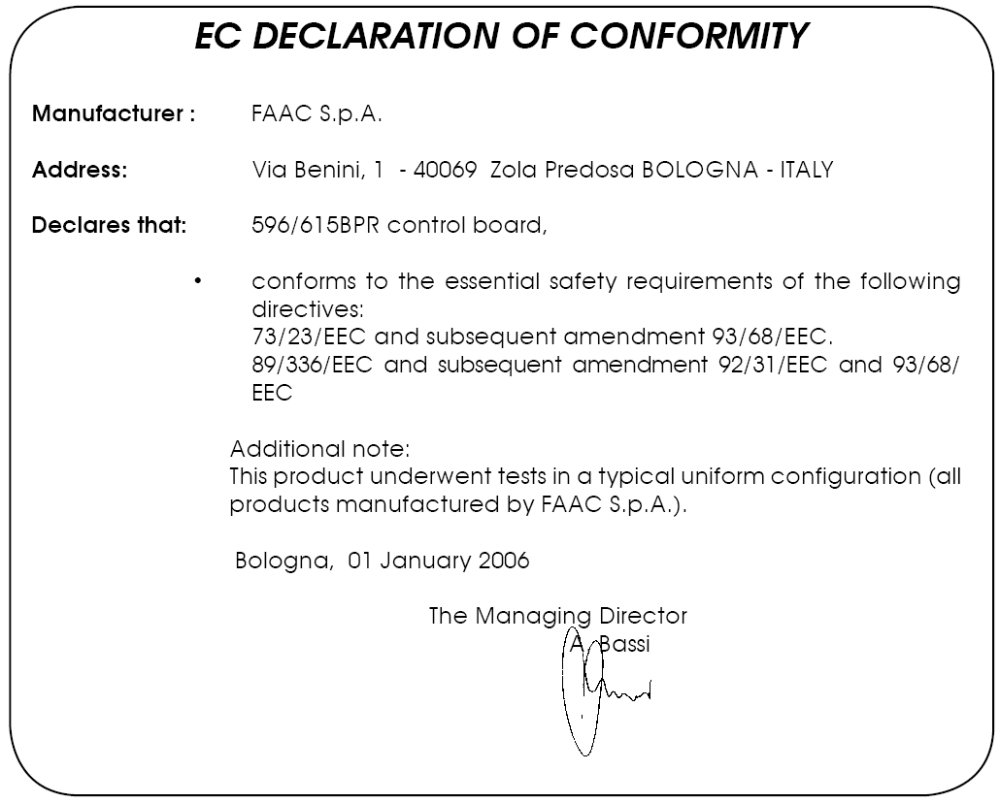 EC DECLARATION OF CONFORMITY
Manufacturer : FAAC S.p.A.
Address: Via Benini, 1 - 40069 Zola Predosa BOLOGNA - ITALY
Declares that: 596/615BPR control board,
• conforms to the essential safety requirements of the following
directives:
73/23/EEC and subsequent amendment 93/68/EEC.
89/336/EEC and subsequent amendment 92/31/EEC and 93/68/
EEC
Additional note:
This product underwent tests in a typical uniform configuration (all
products manufactured by FAAC S.p.A.).
Bologna, 01 January 2006
The Managing Director
A. Bassi